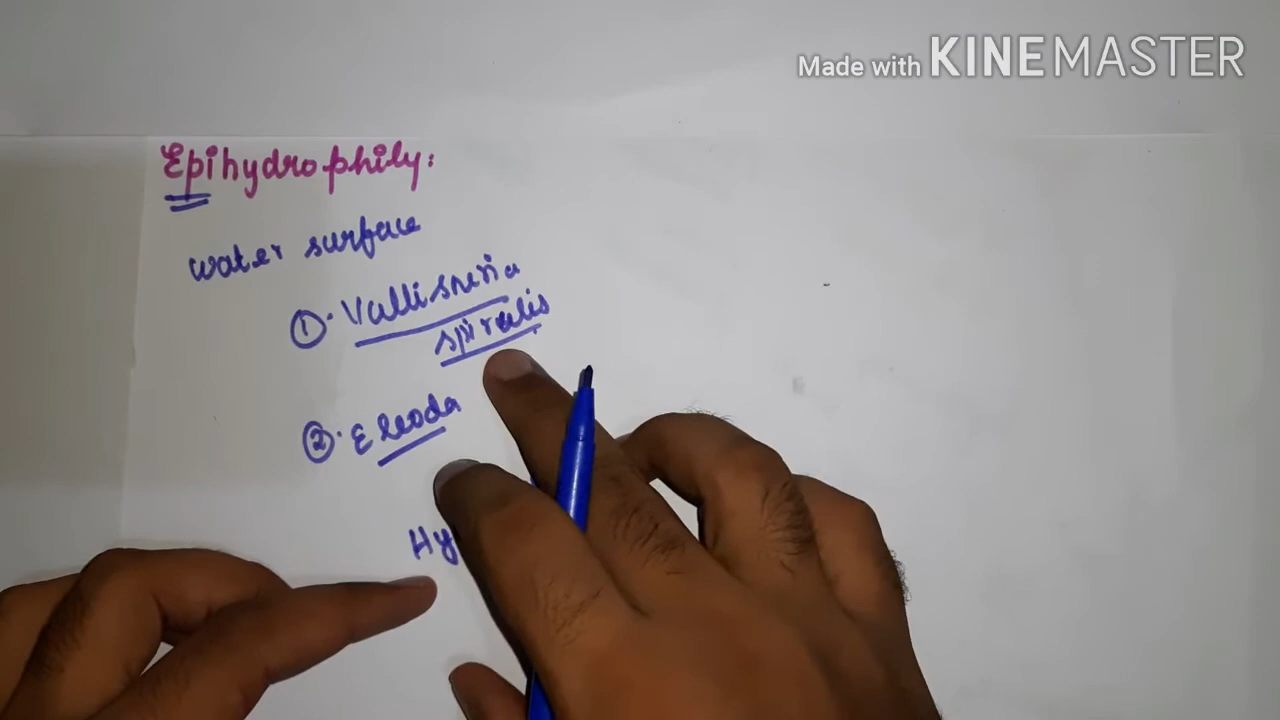 Made with KINEMASTER
Epihydrophily:
water surface
①. Vallisneria
spiralis
②. Eleoda
Hy